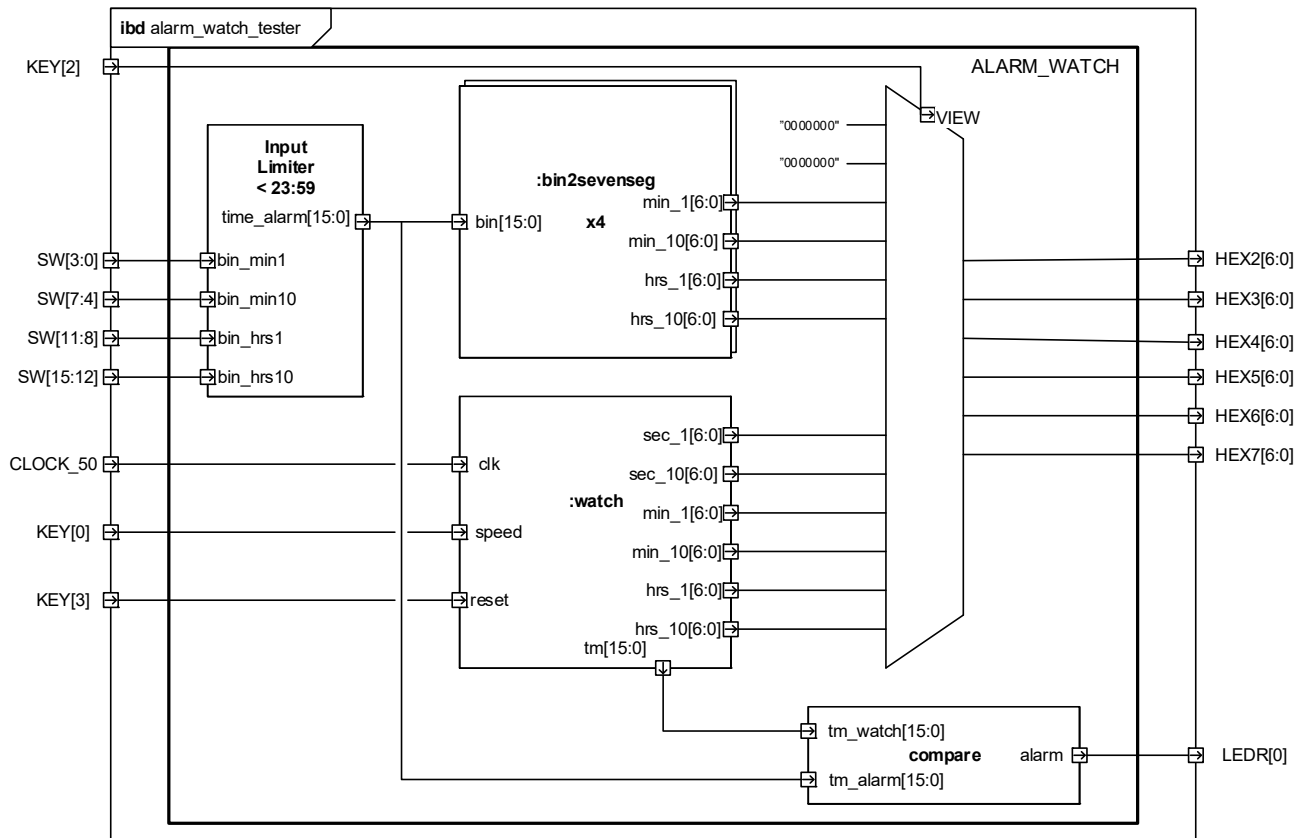 ibd alarm_watch_tester
KEY[2]
ALARM_WATCH
VIEW
"0000000"
"0000000"
Input
Limiter
< 23:59
time_alarm[15:0]
bin_min1
bin_min10
bin_hrs1
bin_hrs10
SW[3:0]
SW[7:4]
SW[11:8]
SW[15:12]
:bin2sevenseg
x4
bin[15:0]
min_1[6:0]
min_10[6:0]
hrs_1[6:0]
hrs_10[6:0]
HEX2[6:0]
HEX3[6:0]
HEX4[6:0]
HEX5[6:0]
HEX6[6:0]
HEX7[6:0]
CLOCK_50
KEY[0]
KEY[3]
clk
speed
reset
:watch
sec_1[6:0]
sec_10[6:0]
min_1[6:0]
min_10[6:0]
hrs_1[6:0]
hrs_10[6:0]
tm[15:0]
tm_watch[15:0]
compare
alarm
tm_alarm[15:0]
LEDR[0]